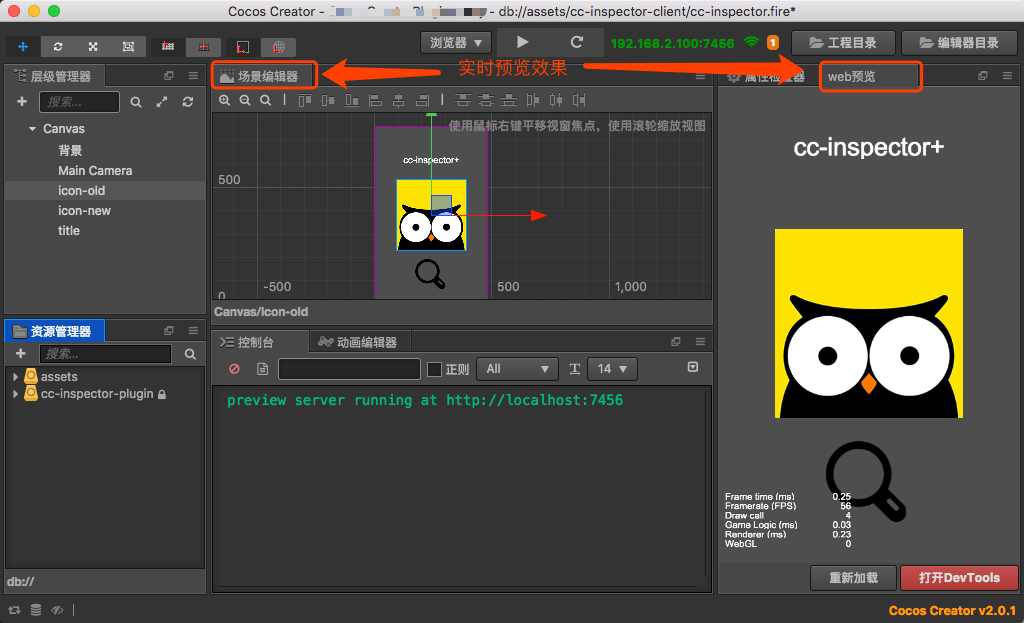 Cocos Creator - - db://assets/cc-inspector-client/cc-inspector.fire*
浏览器
192.168.2.100:7456
1
工程目录
编辑器目录
层级管理器
场景编辑器
实时预览效果
属性检查器
web预览
搜索...
Canvas
背景
Main Camera
icon-old
icon-new
title
使用鼠标右键平移视窗焦点，使用滚轮缩放视图
cc-inspector+
500
0
-500
500
1,000
Canvas/icon-old
资源管理器
搜索...
assets
cc-inspector-plugin
db://
控制台
动画编辑器
正则
All
14
preview server running at http://localhost:7456
cc-inspector+
Frame time (ms) 0.25
Framerate (FPS) 56
Draw call 4
Game Logic (ms) 0.03
Renderer (ms) 0.23
WebGL 0
重新加载
打开DevTools
Cocos Creator v2.0.1